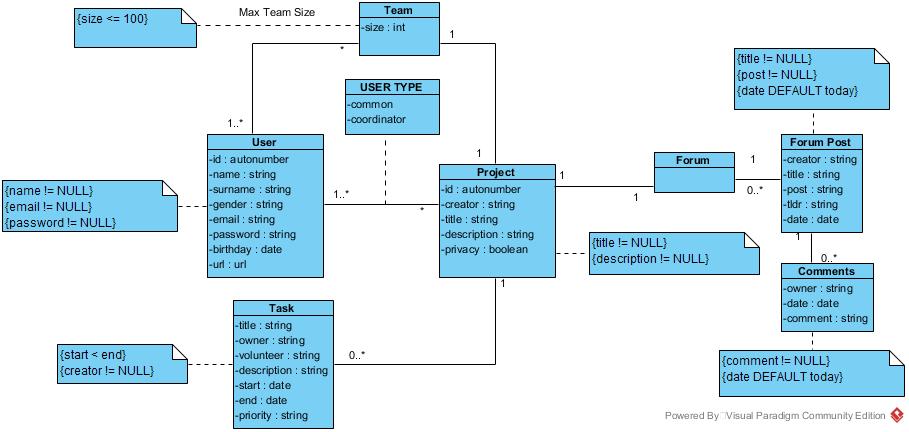 {size <= 100}
Max Team Size
Team
-size : int
*
1
USER TYPE
-common
-coordinator
{title != NULL}
{post != NULL}
{date DEFAULT today}
1..*
User
-id : autonumber
-name : string
-surname : string
-gender : string
-email : string
-password : string
-birthday : date
-url : url
{name != NULL}
{email != NULL}
{password != NULL}
1..*
*
1
Project
-id : autonumber
-creator : string
-title : string
-description : string
-privacy : boolean
1
1
Forum
1
0..*
Forum Post
-creator : string
-title : string
-post : string
-tldr : string
-date : date
{title != NULL}
{description != NULL}
1
0..*
Comments
-owner : string
-date : date
-comment : string
1
Task
-title : string
-owner : string
-volunteer : string
-description : string
-start : date
-end : date
-priority : string
0..*
{start < end}
{creator != NULL}
{comment != NULL}
{date DEFAULT today}
Powered By Visual Paradigm Community Edition